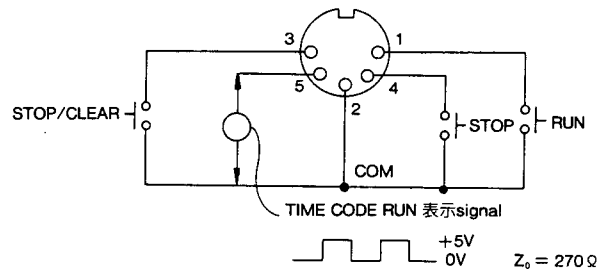 3
1
5
4
2
STOP/CLEAR
STOP
RUN
COM
TIME CODE RUN 表示signal
+5V
0V
Z₀ = 270Ω